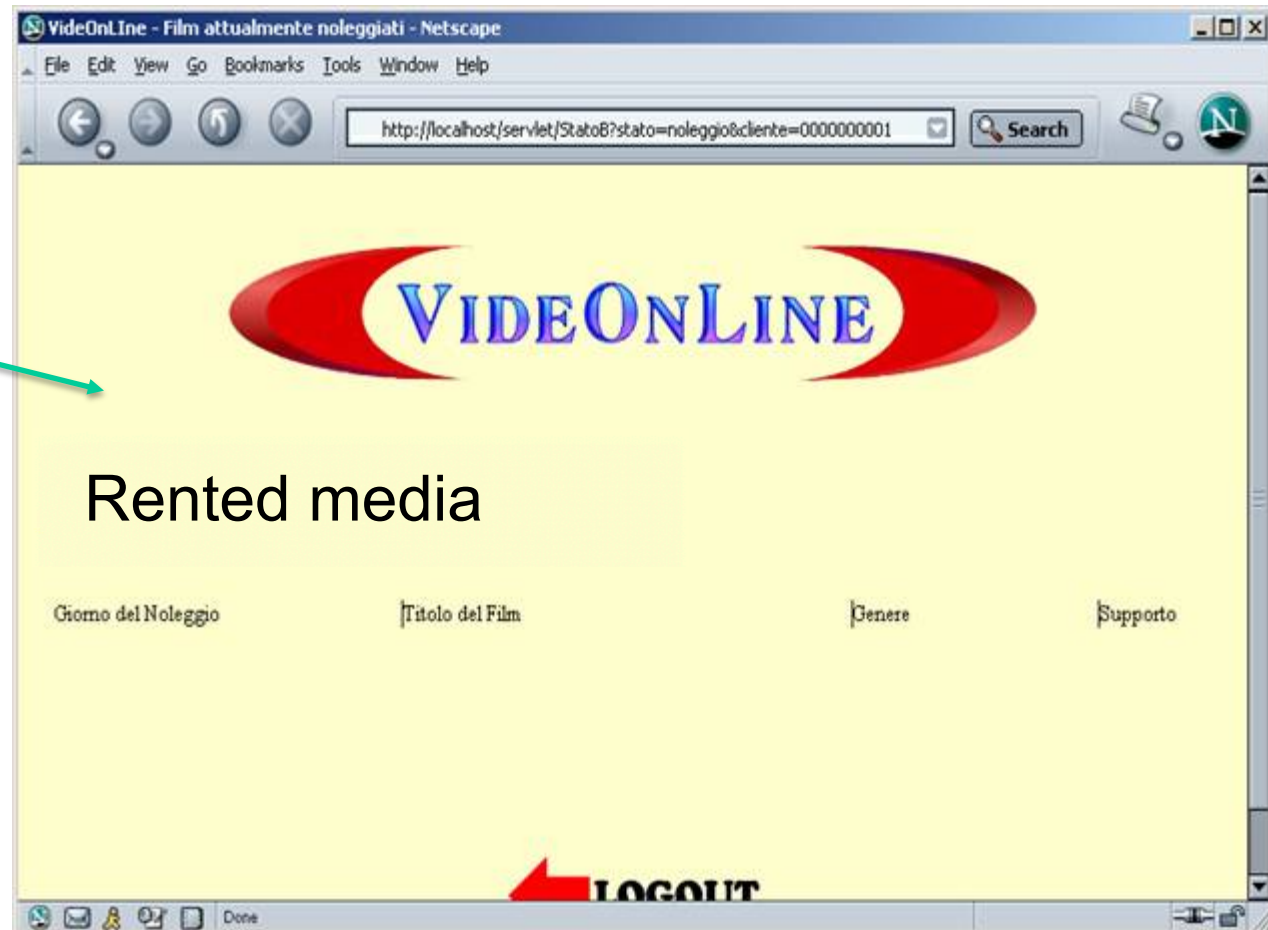 VideOnLIne - Film attualmente noleggiati - Netscape
File Edit View Go Bookmarks Tools Window Help
http://localhost/servlet/StatoB?stato=noleggio&cliente=0000000001 Search N
VIDEONLINE
Rented media
Giorno del Noleggio Titolo del Film Genere Supporto
LOGOUT
Done